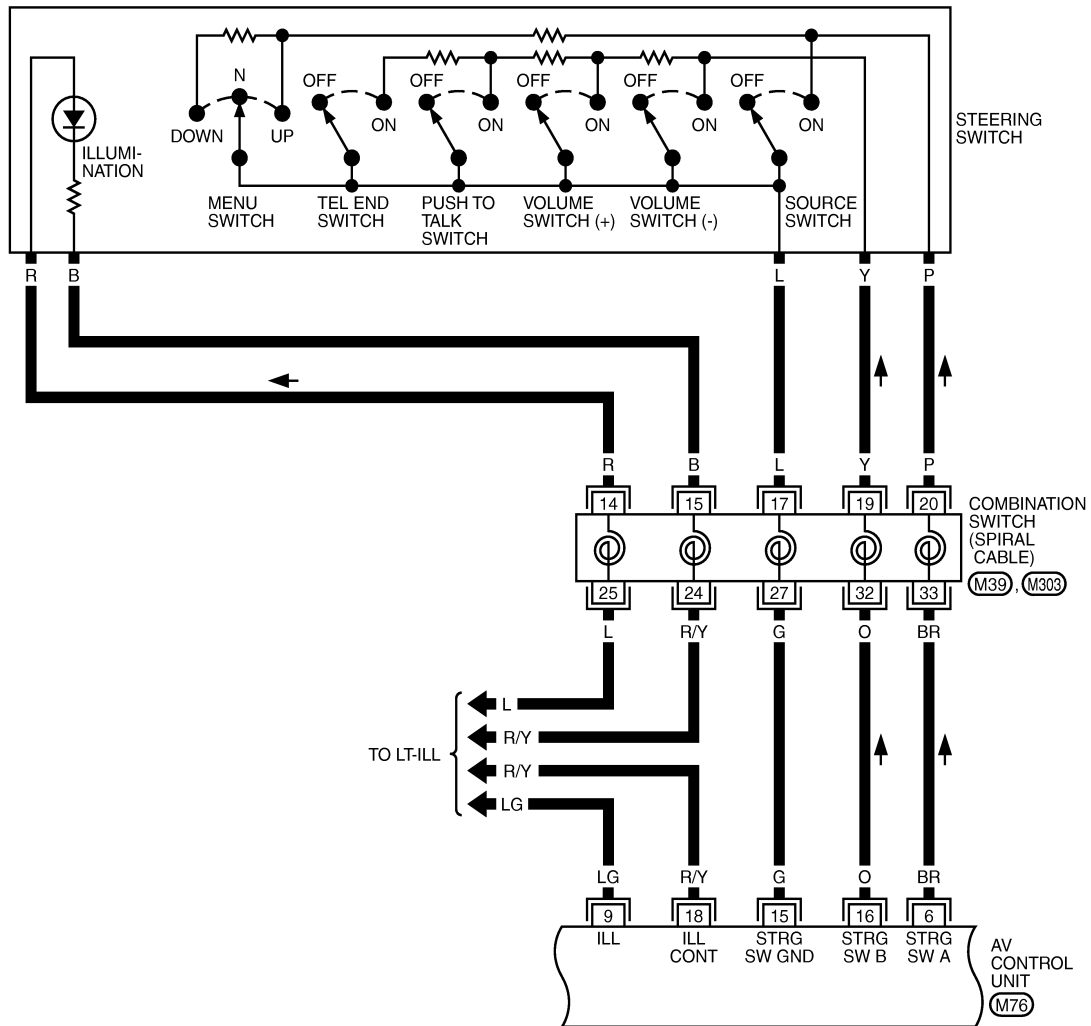 N
OFF OFF OFF OFF OFF
DOWN UP ON ON ON ON ON
STEERING
SWITCH
ILLUMI-
NATION
MENU
SWITCH
TEL END
SWITCH
PUSH TO
TALK
SWITCH
VOLUME
SWITCH (+)
VOLUME
SWITCH (-)
SOURCE
SWITCH
R B L Y P
R B L Y P
14 15 17 19 20
COMBINATION
SWITCH
(SPIRAL
CABLE)
M39 , M303
25 24 27 32 33
L R/Y G O BR
L
R/Y
TO LT-ILL
R/Y
LG
LG R/Y G O BR
9 18 15 16 6
ILL
ILL
CONT
STRG
SW GND
STRG
SW B
STRG
SW A
AV
CONTROL
UNIT
M76